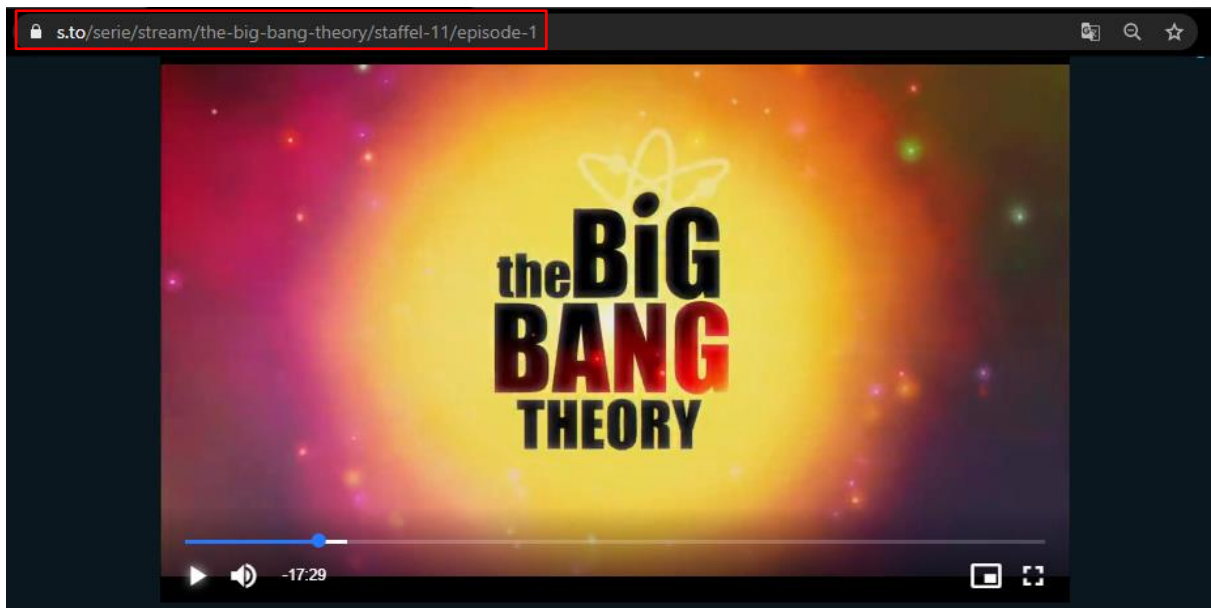 s.to/serie/stream/the-big-bang-theory/staffel-11/episode-1
the BiG
BANG
THEORY
-17:29